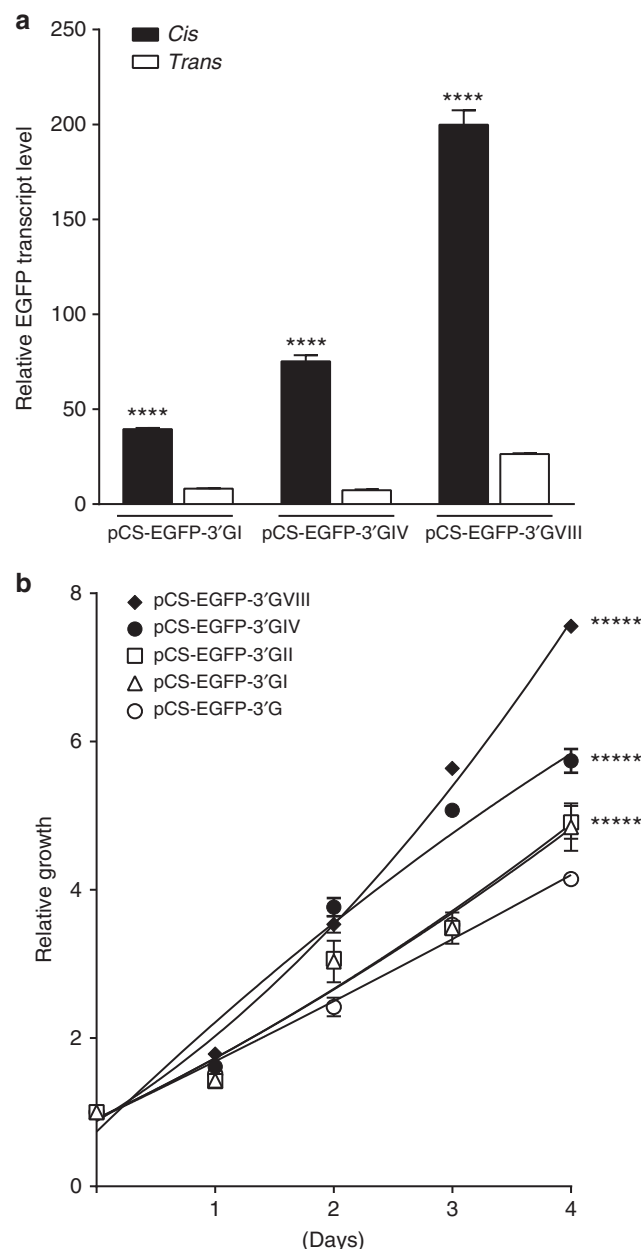 a
250
200
150
100
50
0
Relative EGFP transcript level
Cis
Trans
****
****
****
pCS-EGFP-3′GI
pCS-EGFP-3′GIV
pCS-EGFP-3′GVIII
b
8
6
4
2
0
Relative growth
pCS-EGFP-3′GVIII
pCS-EGFP-3′GIV
pCS-EGFP-3′GII
pCS-EGFP-3′GI
pCS-EGFP-3′G
*****
*****
*****
1 2 3 4
(Days)